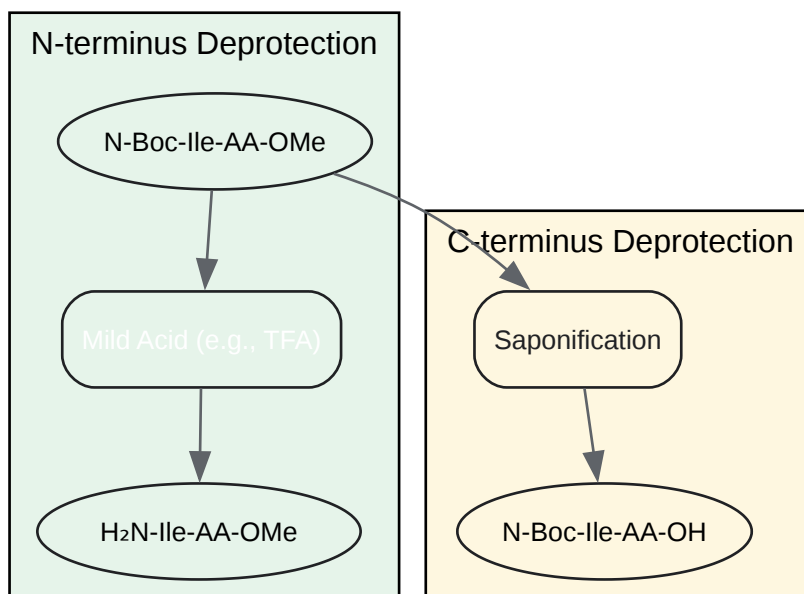 N-terminus Deprotection
N-Boc-Ile-AA-OMe
Mild Acid (e.g., TFA)
H₂N-Ile-AA-OMe
C-terminus Deprotection
Saponification
N-Boc-Ile-AA-OH